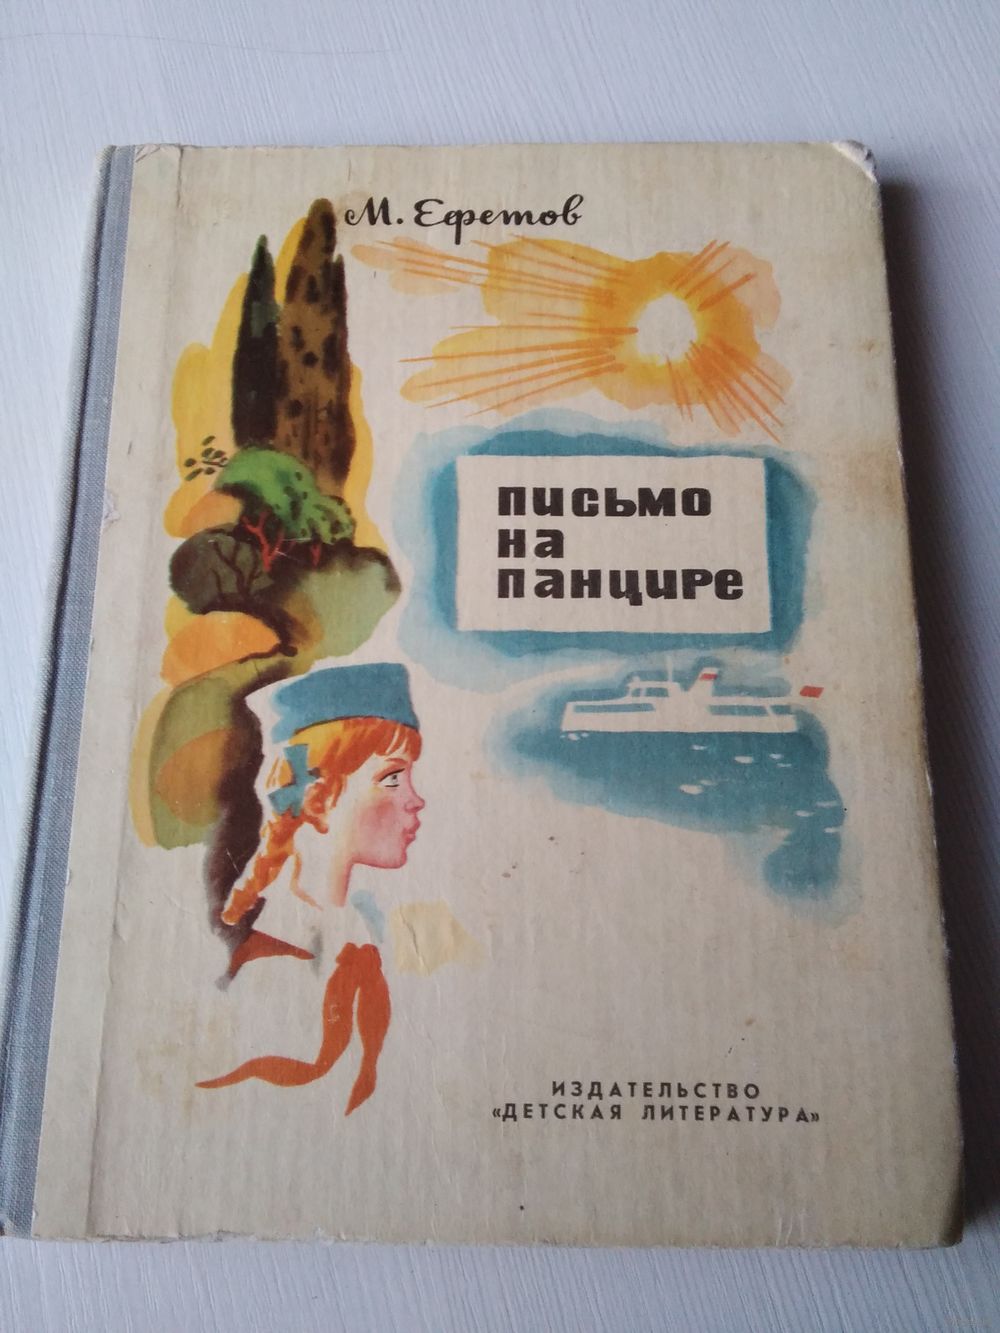 М. Ефетов
ПИСЬМО
НА
ПАНЦИРЕ
ИЗДАТЕЛЬСТВО
«ДЕТСКАЯ ЛИТЕРАТУРА»